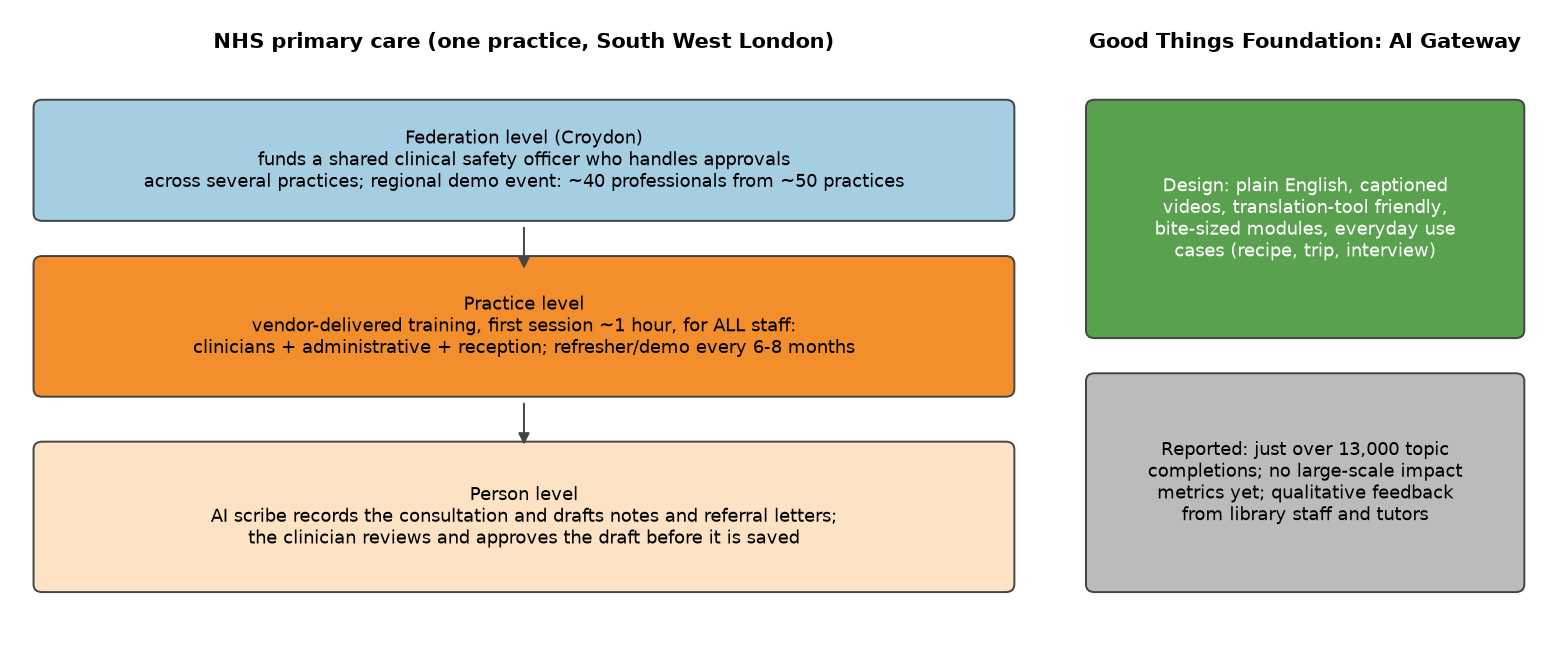 NHS primary care (one practice, South West London)
Federation level (Croydon)
funds a shared clinical safety officer who handles approvals
across several practices; regional demo event: ~40 professionals from ~50 practices
Practice level
vendor-delivered training, first session ~1 hour, for ALL staff:
clinicians + administrative + reception; refresher/demo every 6-8 months
Person level
AI scribe records the consultation and drafts notes and referral letters;
the clinician reviews and approves the draft before it is saved
Good Things Foundation: AI Gateway
Design: plain English, captioned
videos, translation-tool friendly,
bite-sized modules, everyday use
cases (recipe, trip, interview)
Reported: just over 13,000 topic
completions; no large-scale impact
metrics yet; qualitative feedback
from library staff and tutors